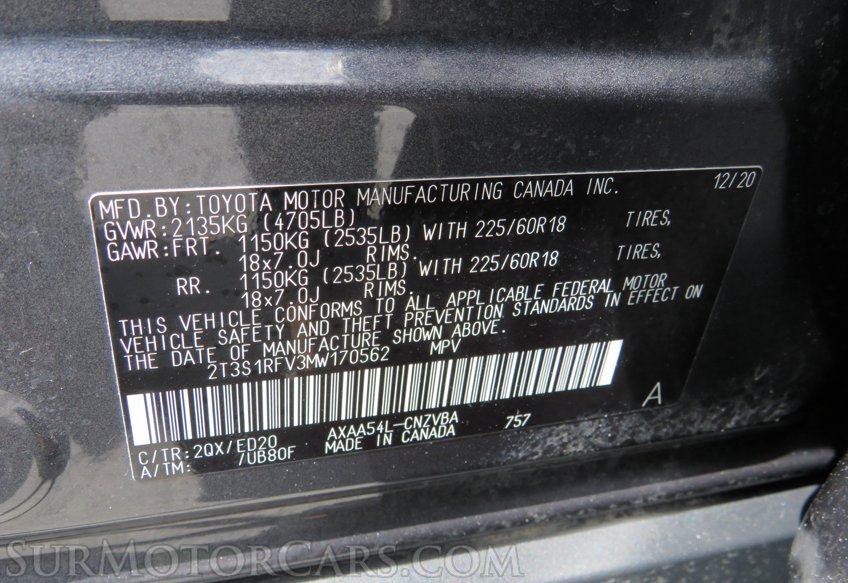 MFD. BY: TOYOTA MOTOR MANUFACTURING CANADA INC. 12/20
GVWR: 2135KG (4705LB)
GAWR: FRT. 1150KG (2535LB) WITH 225/60R18 TIRES,
18x7.0J RIMS.
RR. 1150KG (2535LB) WITH 225/60R18 TIRES,
18x7.0J RIMS.
THIS VEHICLE CONFORMS TO ALL APPLICABLE FEDERAL MOTOR
VEHICLE SAFETY AND THEFT PREVENTION STANDARDS IN EFFECT ON
THE DATE OF MANUFACTURE SHOWN ABOVE.
2T3S1RFV3MW170562 MPV
A
C/TR: 2QX/ED20 AXAA54L-CNZVBA 757
A/TM: /UB80F MADE IN CANADA
SURMOTORCARS.COM